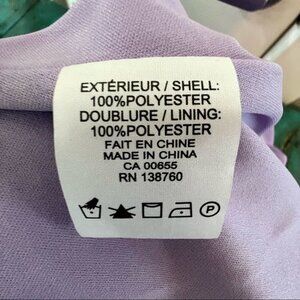 EXTÉRIEUR / SHELL:
100%POLYESTER
DOUBLURE / LINING:
100%POLYESTER
FAIT EN CHINE
MADE IN CHINA
CA 00655
RN 138760
P